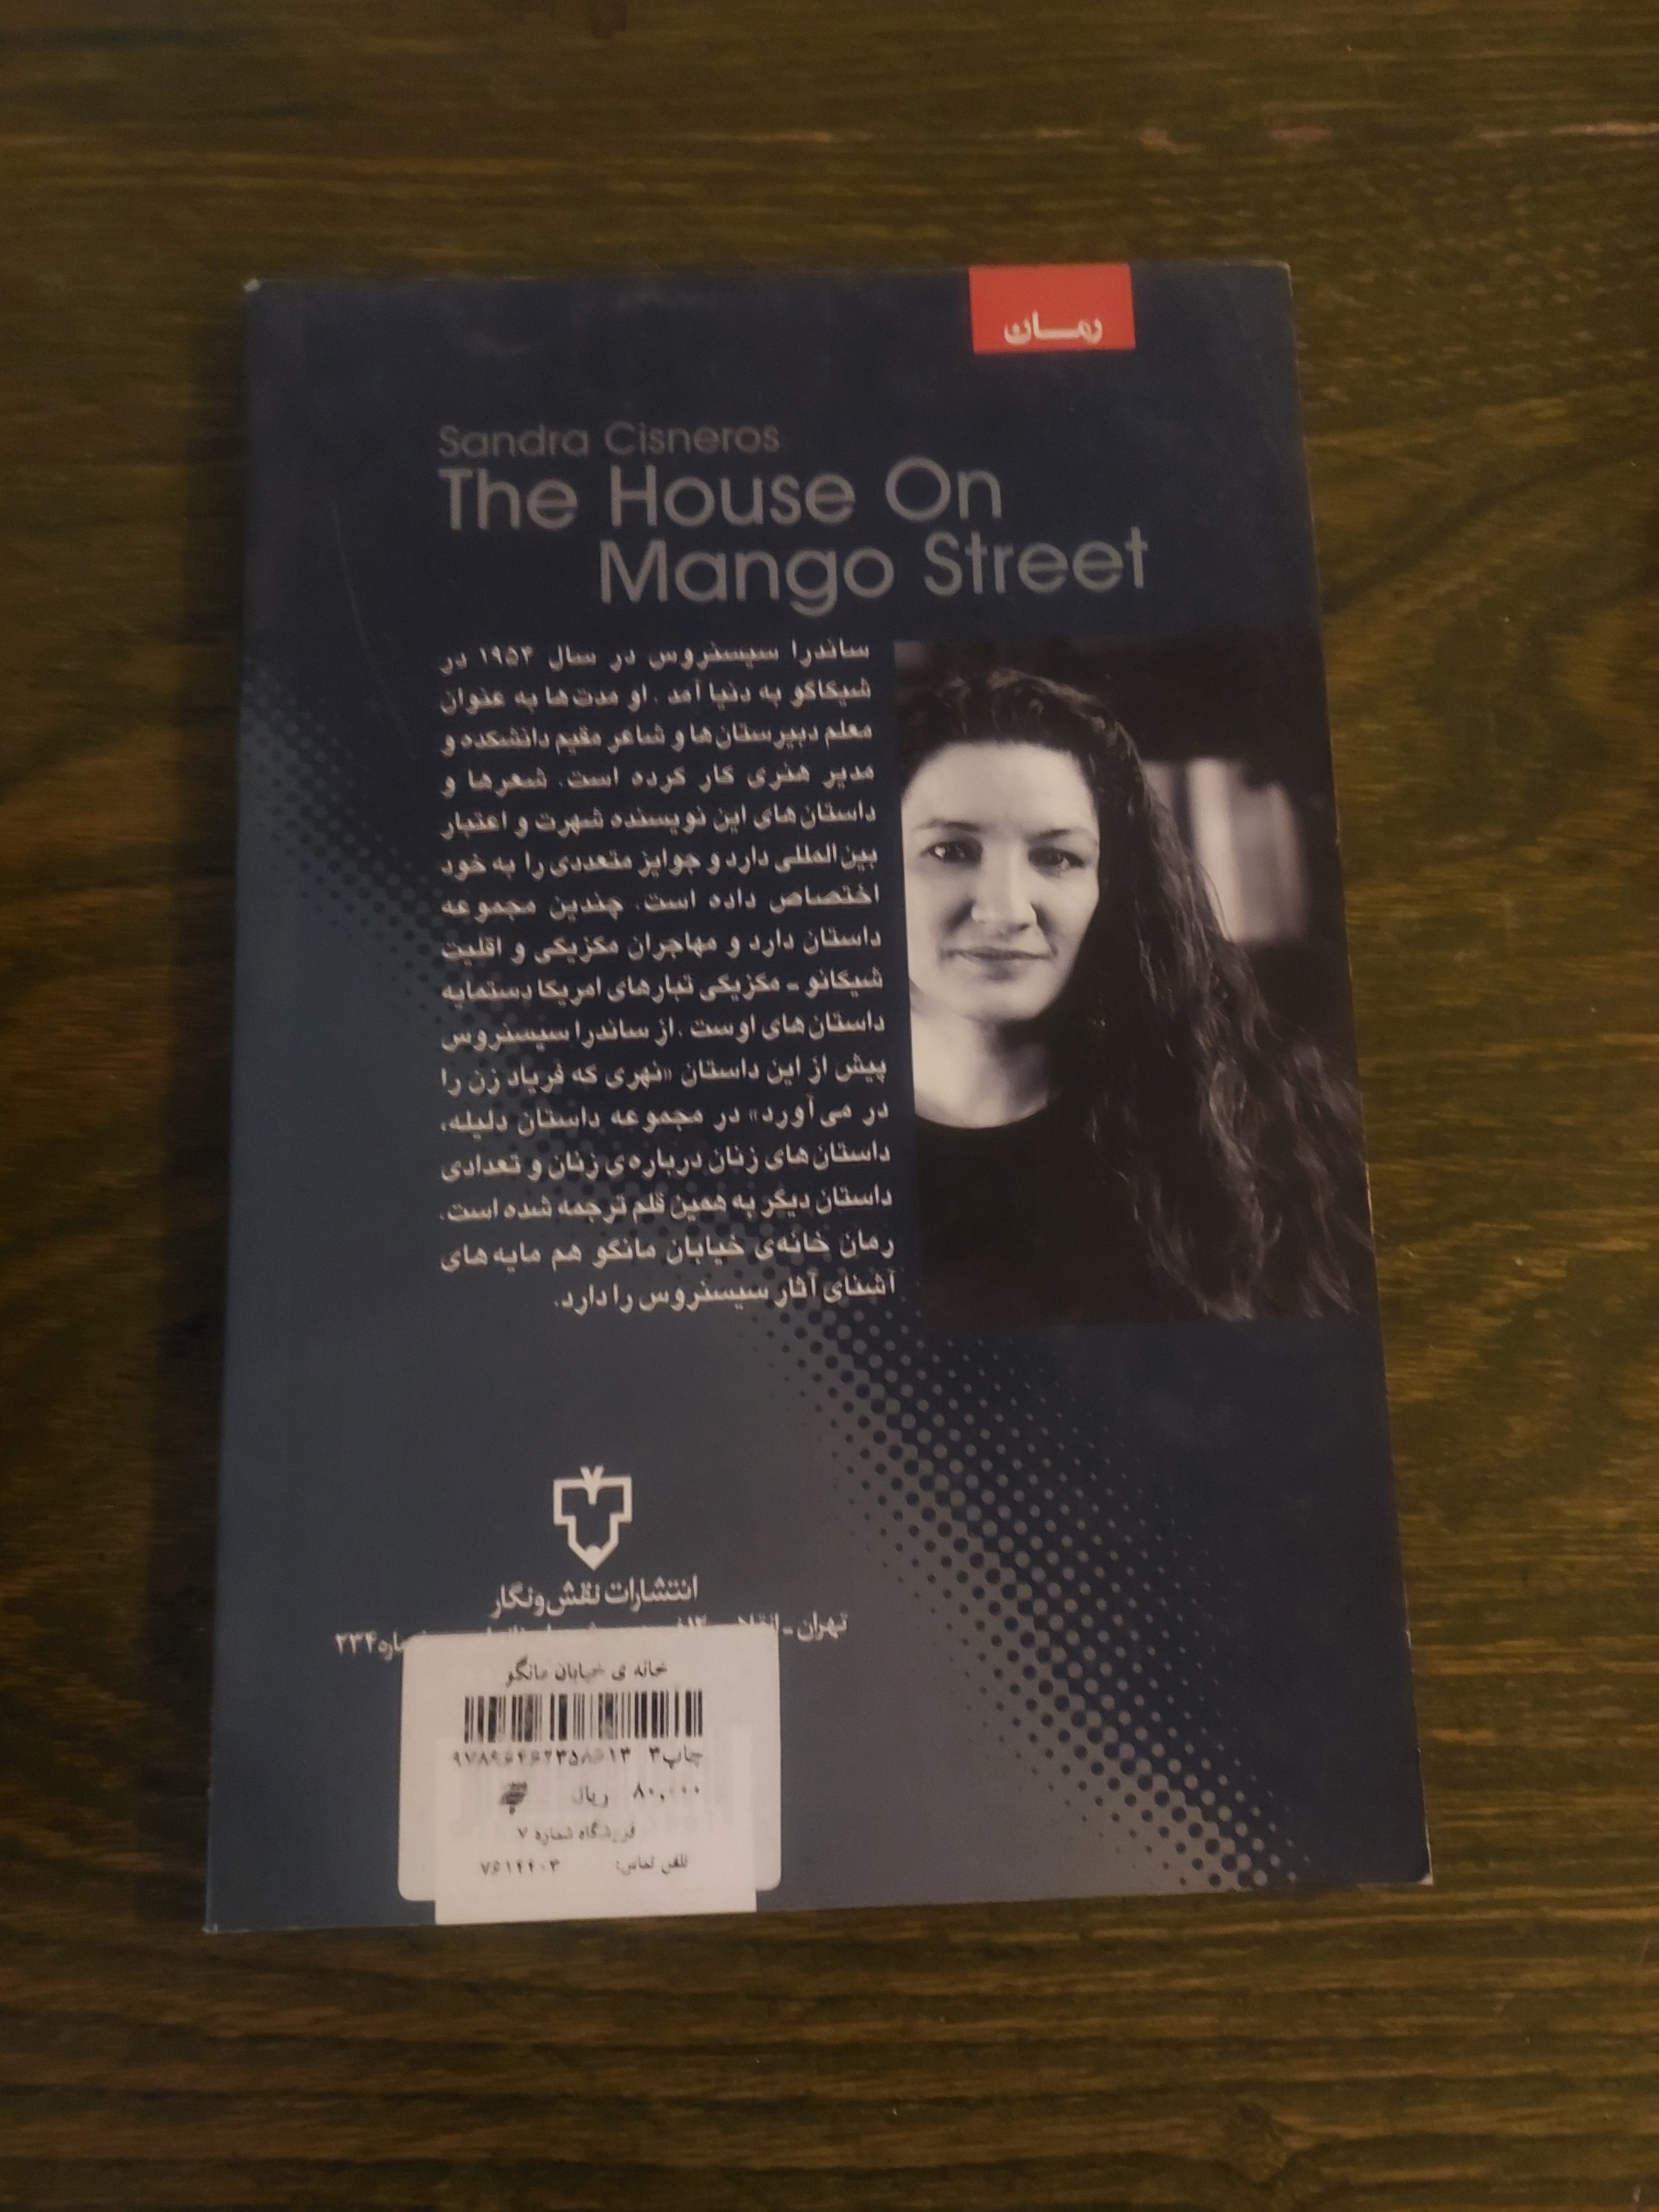 رمان
Sandra Cisneros
The House On
Mango Street
ساندرا سیسنروس در سال ۱۹۵۴ در
شیکاگو به دنیا آمد. او مدت‌ها به عنوان
معلم دبیرستان‌ها و شاعر مقیم دانشکده و
مدیر هنری کار کرده است. شعرها و
داستان‌های این نویسنده شهرت و اعتبار
بین‌المللی دارد و جوایز متعددی را به خود
اختصاص داده است. چندین مجموعه
داستان دارد و مهاجران مکزیکی و اقلیت
شیکانو - مکزیکی تبارهای امریکا دستمایه
داستان‌های اوست. از ساندرا سیسنروس
پیش از این داستان «نهری که فریاد زن را
در می‌آورد» در مجموعه داستان دلیله،
داستان‌های زنان درباره‌ی زنان و تعدادی
داستان دیگر به همین قلم ترجمه شده است.
رمان خانه‌ی خیابان مانگو هم مایه‌های
آشنای آثار سیسنروس را دارد.
انتشارات نقش‌ونگار
تهران - ۲۳۴
خانه ی خیابان مانگو
چاپ ۳
۸۰,۰۰۰ ریال
فروشگاه شماره ۷
تلفن تماس: